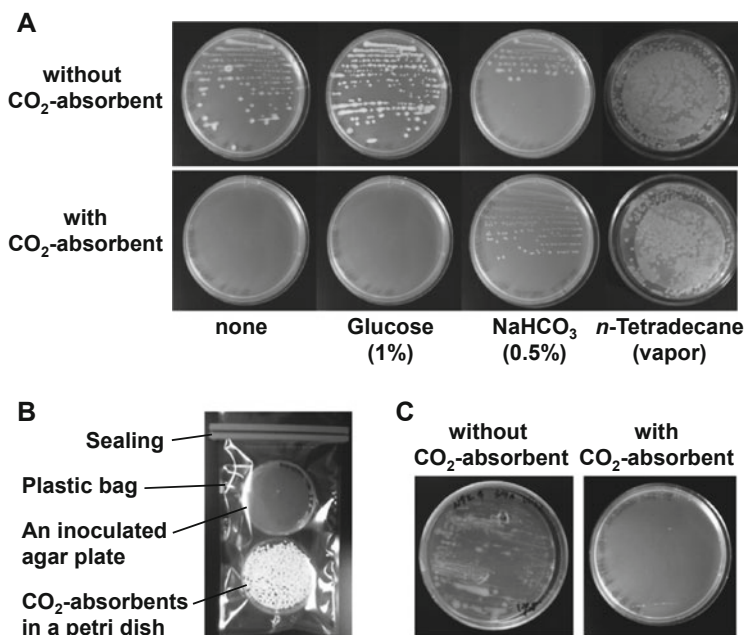 A
without
CO₂-absorbent
with
CO₂-absorbent
none
Glucose
(1%)
NaHCO₃
(0.5%)
n-Tetradecane
(vapor)
B
Sealing
Plastic bag
An inoculated
agar plate
CO₂-absorbents
in a petri dish
C
without
CO₂-absorbent
with
CO₂-absorbent